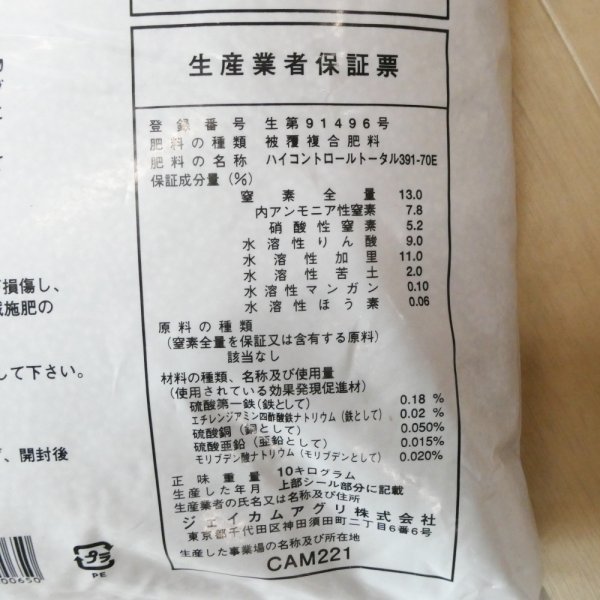 生産業者保証票
登録番号 生第91496号
肥料の種類 被覆複合肥料
肥料の名称 ハイコントロールトータル391-70E
保証成分量(%)
窒素全量 13.0
内アンモニア性窒素 7.8
硝酸性窒素 5.2
水溶性りん酸 9.0
水溶性加里 11.0
水溶性苦土 2.0
水溶性マンガン 0.10
水溶性ほう素 0.06
原料の種類
(窒素全量を保証又は含有する原料)
該当なし
材料の種類、名称及び使用量
(使用されている効果発現促進材)
硫酸第一鉄(鉄として) 0.18 %
エチレンジアミン四酢酸鉄ナトリウム(鉄として) 0.02 %
硫酸銅(銅として) 0.050%
硫酸亜鉛(亜鉛として) 0.015%
モリブデン酸ナトリウム(モリブデンとして) 0.020%
正味重量 10キログラム
生産した年月 上部シール部分に記載
生産業者の氏名又は名称及び住所
ジェイカムアグリ株式会社
東京都千代田区神田須田町二丁目6番6号
生産した事業場の名称及び所在地
CAM221
損傷し、
施肥の
して下さい。
、開封後
プラ
PE
00650